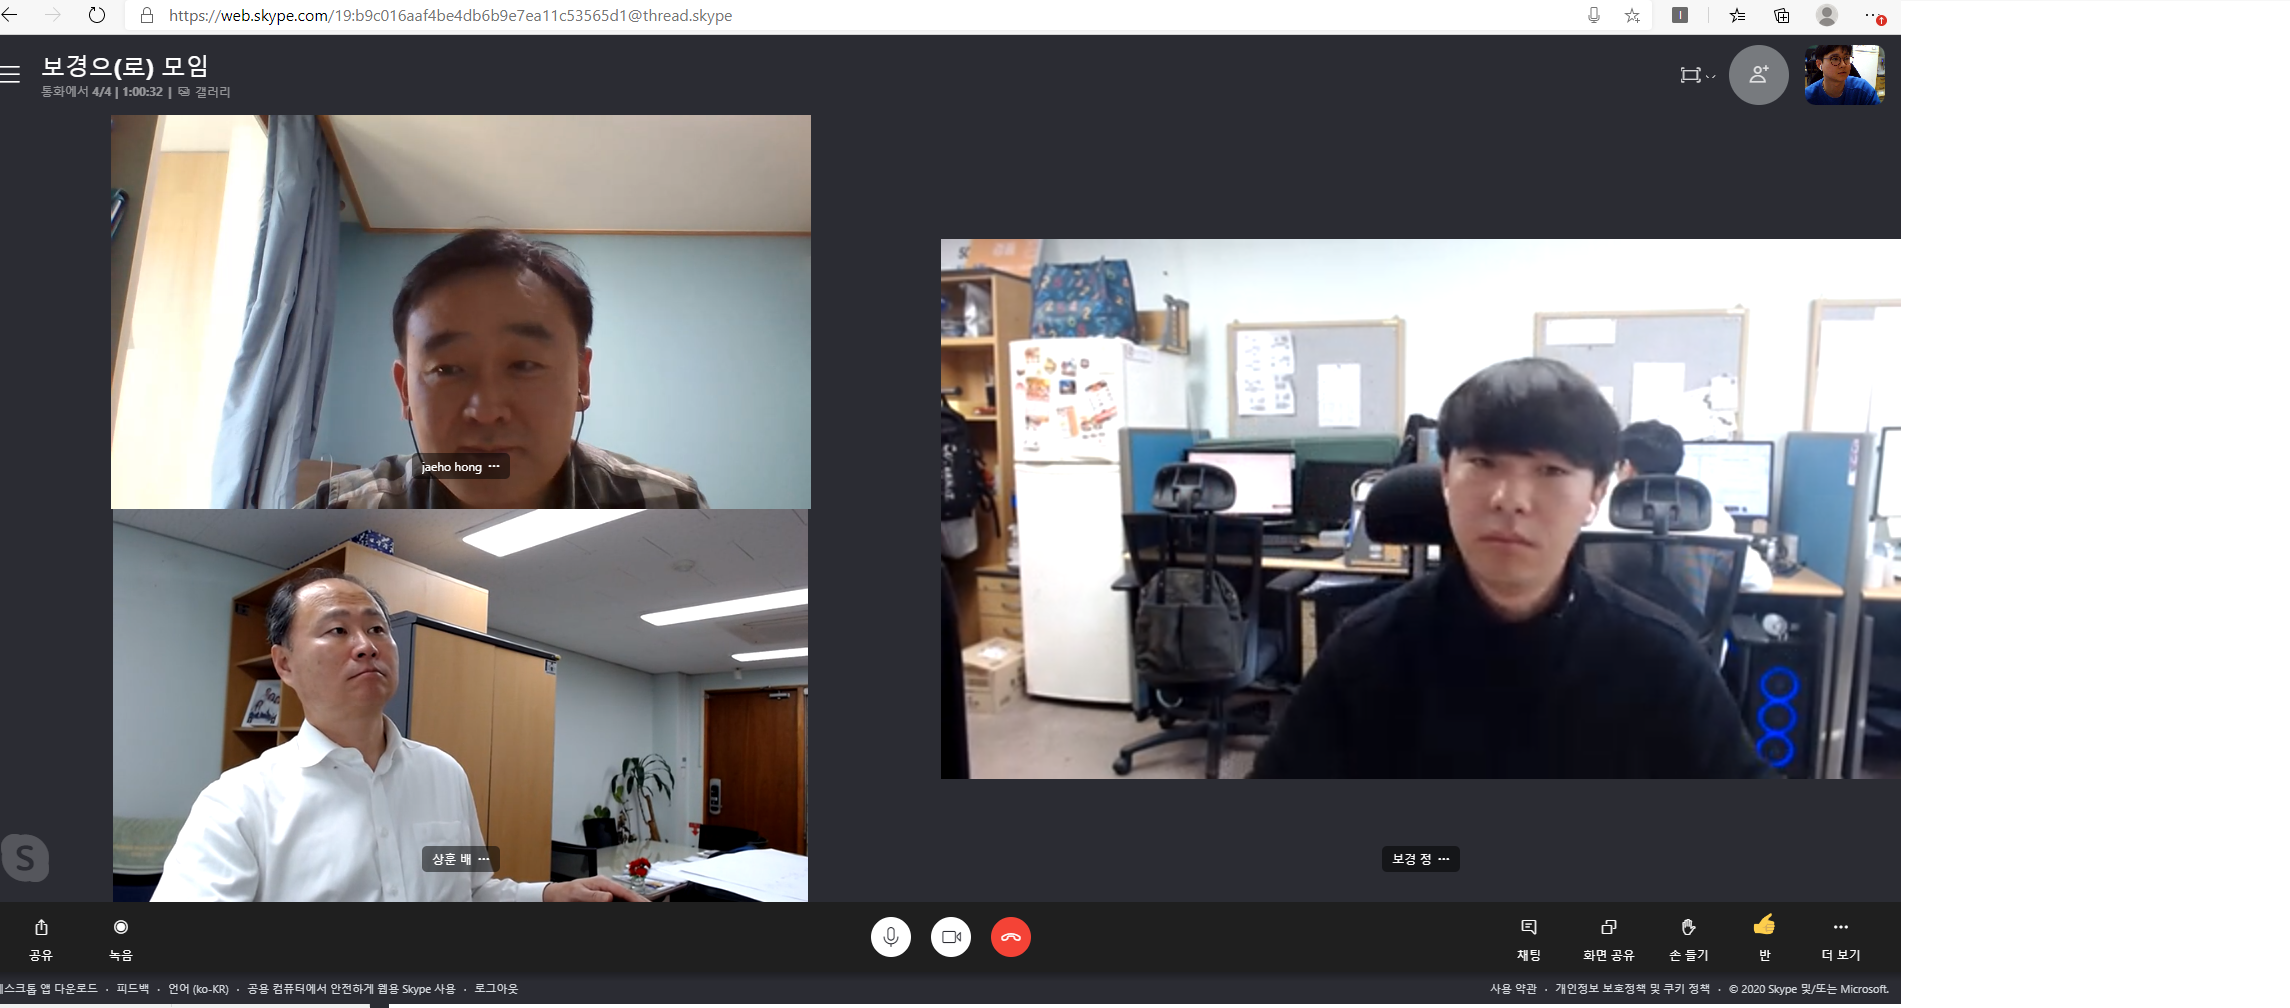 https://web.skype.com/19:b9c016aaf4be4db6b9e7ea11c53565d1@thread.skype
보경으(로) 모임
통화에서 4/4 | 1:00:32 | 갤러리
jaeho hong
상훈 배
보경 정
S
공유
녹음
채팅
화면 공유
손 들기
반
더 보기
데스크톱 앱 다운로드 · 피드백 · 언어 (ko-KR) · 공용 컴퓨터에서 안전하게 웹용 Skype 사용 · 로그아웃
사용 약관 · 개인정보 보호정책 및 쿠키 정책 · © 2020 Skype 및/또는 Microsoft.